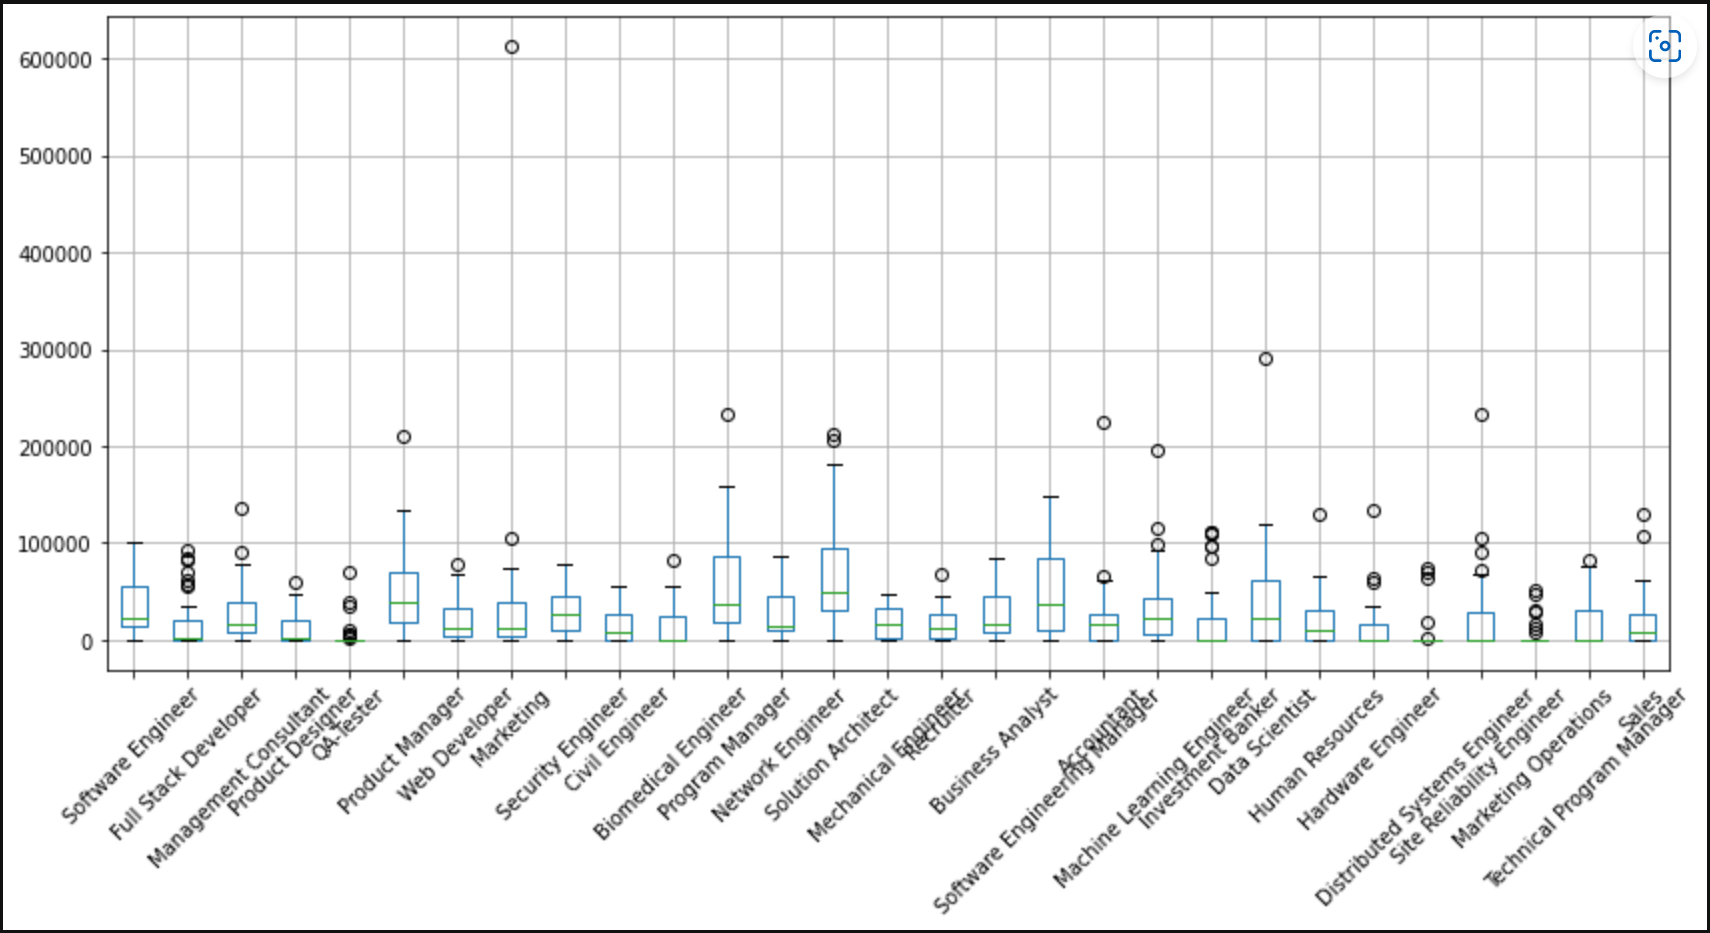 600000
500000
400000
300000
200000
100000
0
Software Engineer
Full Stack Developer
Management Consultant
Product Designer
QA-Tester
Product Manager
Web Developer
Marketing
Security Engineer
Civil Engineer
Biomedical Engineer
Program Manager
Network Engineer
Solution Architect
Mechanical Engineer
Recruiter
Business Analyst
Software Engineering Manager
Accountant
Machine Learning Engineer
Investment Banker
Data Scientist
Human Resources
Hardware Engineer
Distributed Systems Engineer
Site Reliability Engineer
Marketing Operations
Technical Program Manager
Sales